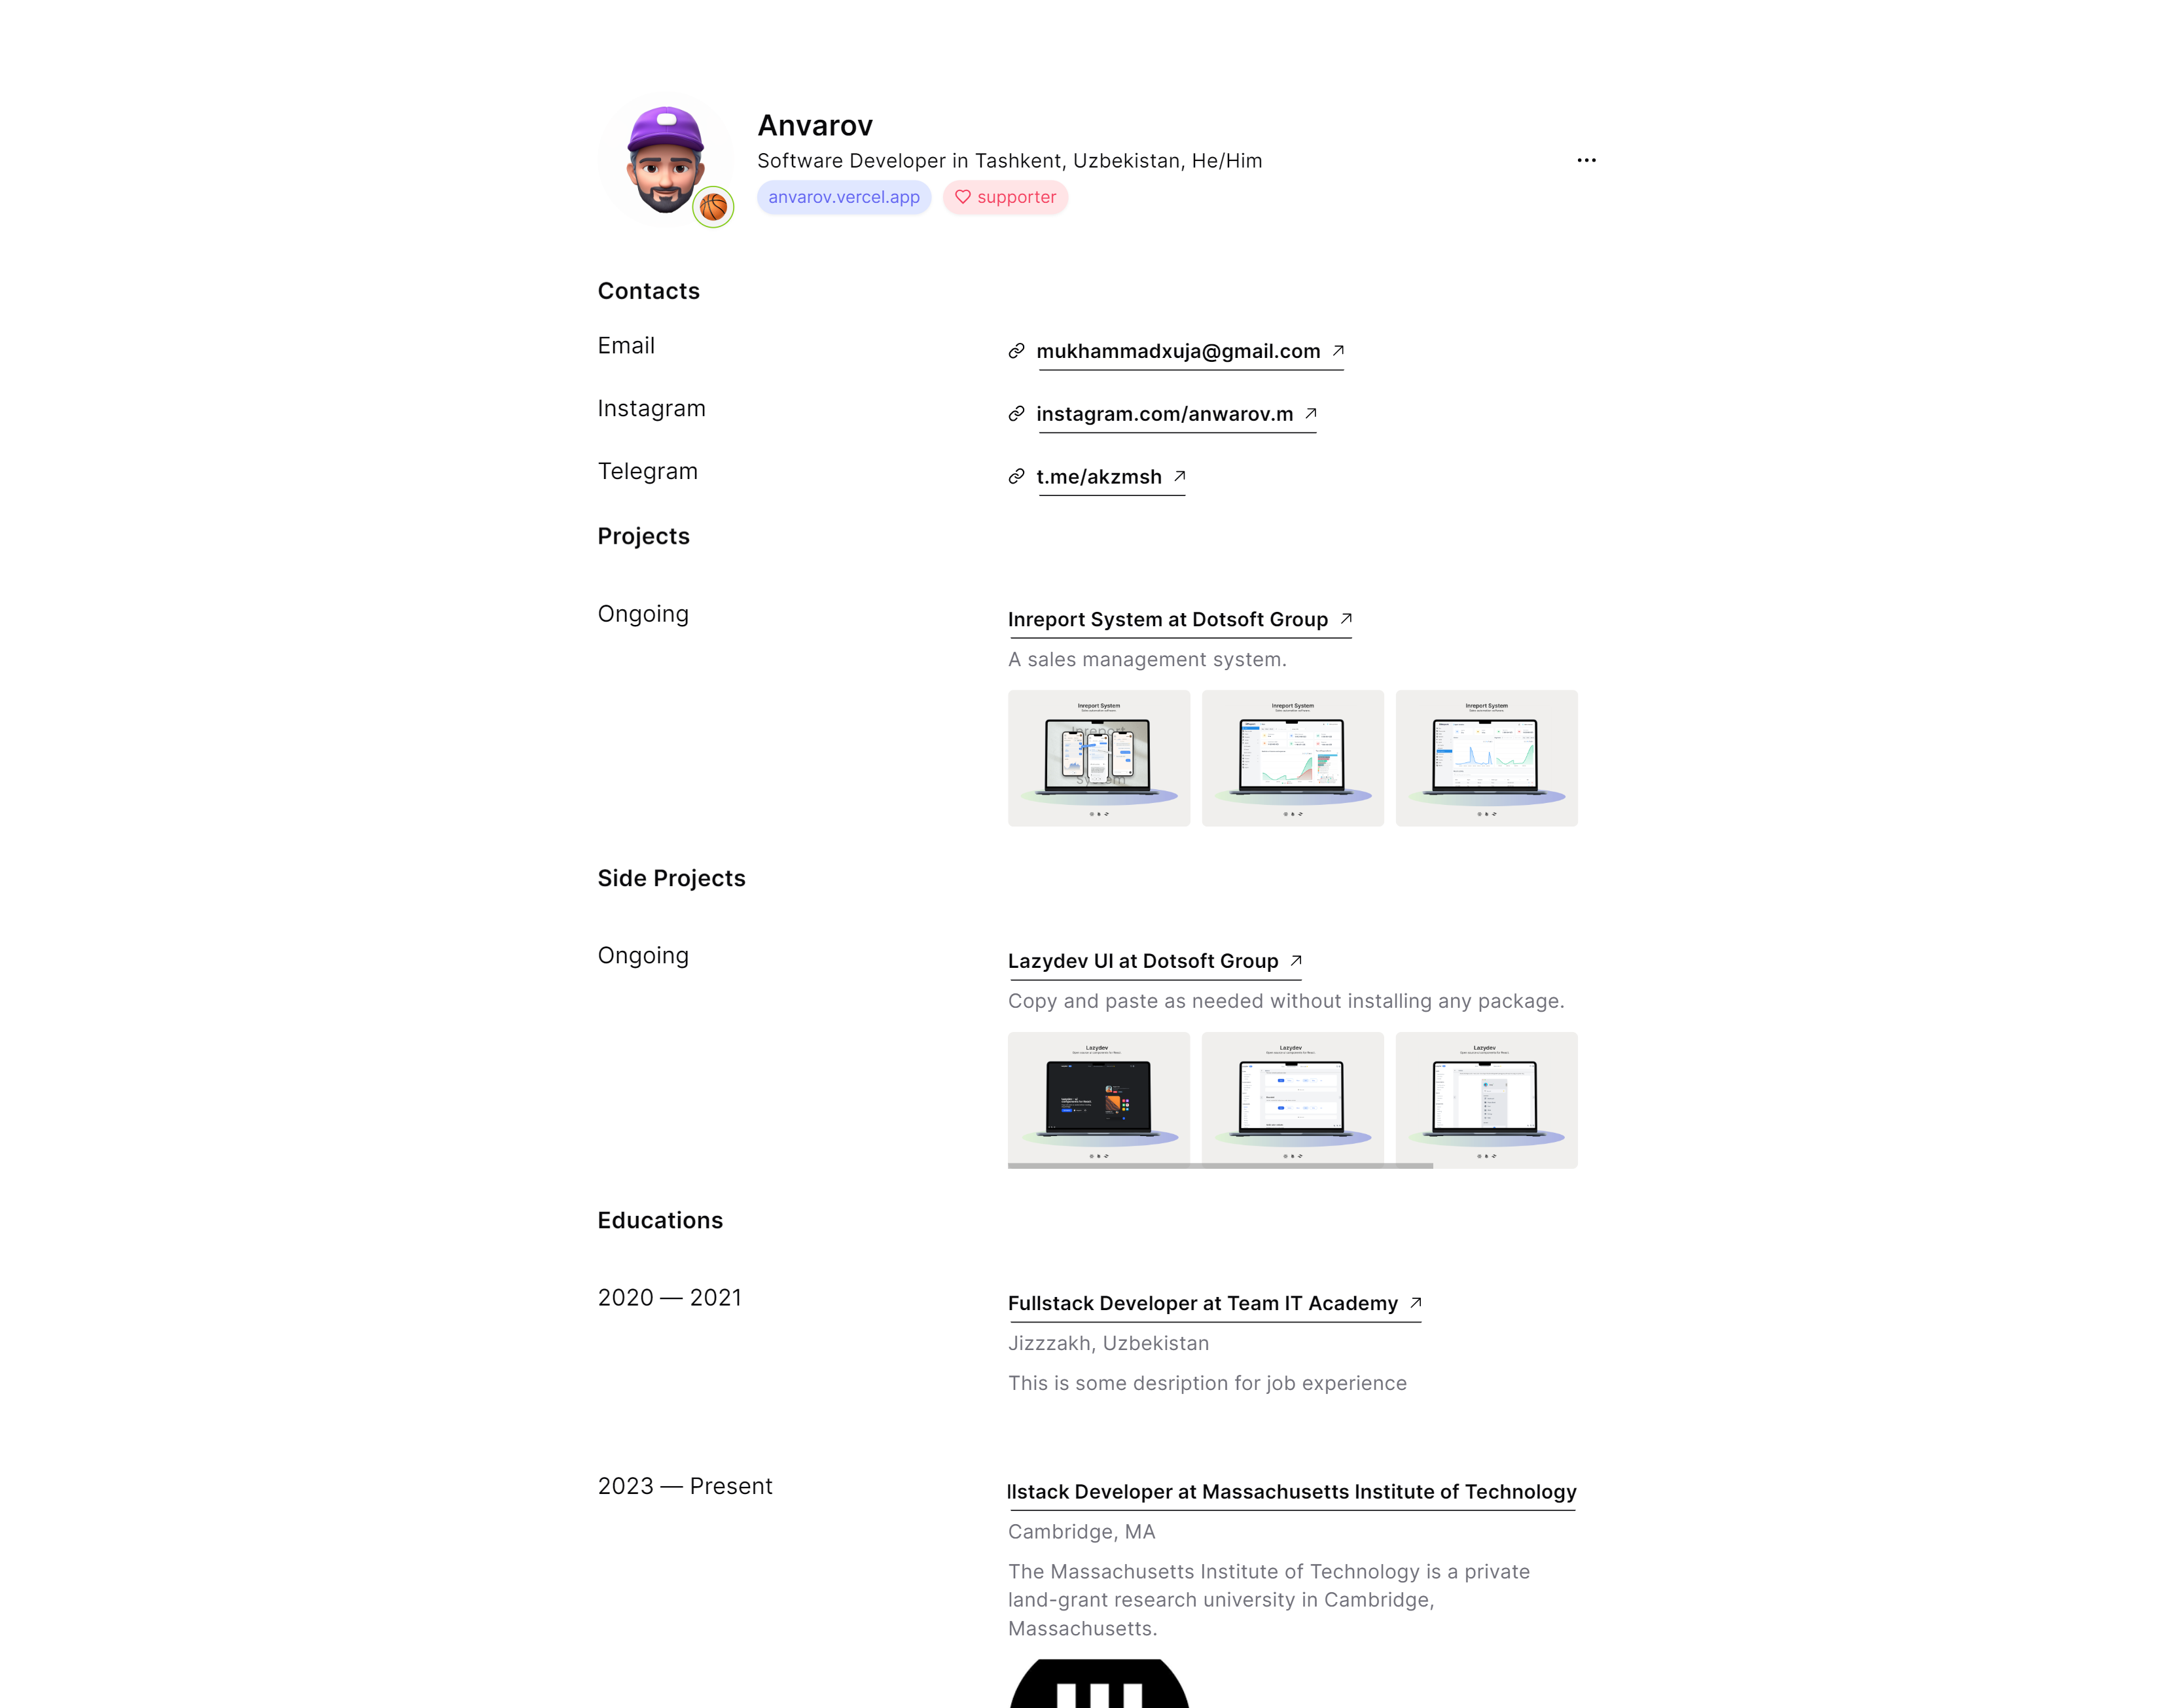 Anvarov
Software Developer in Tashkent, Uzbekistan, He/Him
anvarov.vercel.app
supporter
Contacts
Email
mukhammadxuja@gmail.com
Instagram
instagram.com/anwarov.m
Telegram
t.me/akzmsh
Projects
Ongoing
Inreport System at Dotsoft Group
A sales management system.
Inreport System
Inreport System
Inreport System
Side Projects
Ongoing
Lazydev UI at Dotsoft Group
Copy and paste as needed without installing any package.
Lazydev
Lazydev
Lazydev
Educations
2020 — 2021
Fullstack Developer at Team IT Academy
Jizzzakh, Uzbekistan
This is some desription for job experience
2023 — Present
llstack Developer at Massachusetts Institute of Technology
Cambridge, MA
The Massachusetts Institute of Technology is a private
land-grant research university in Cambridge,
Massachusetts.